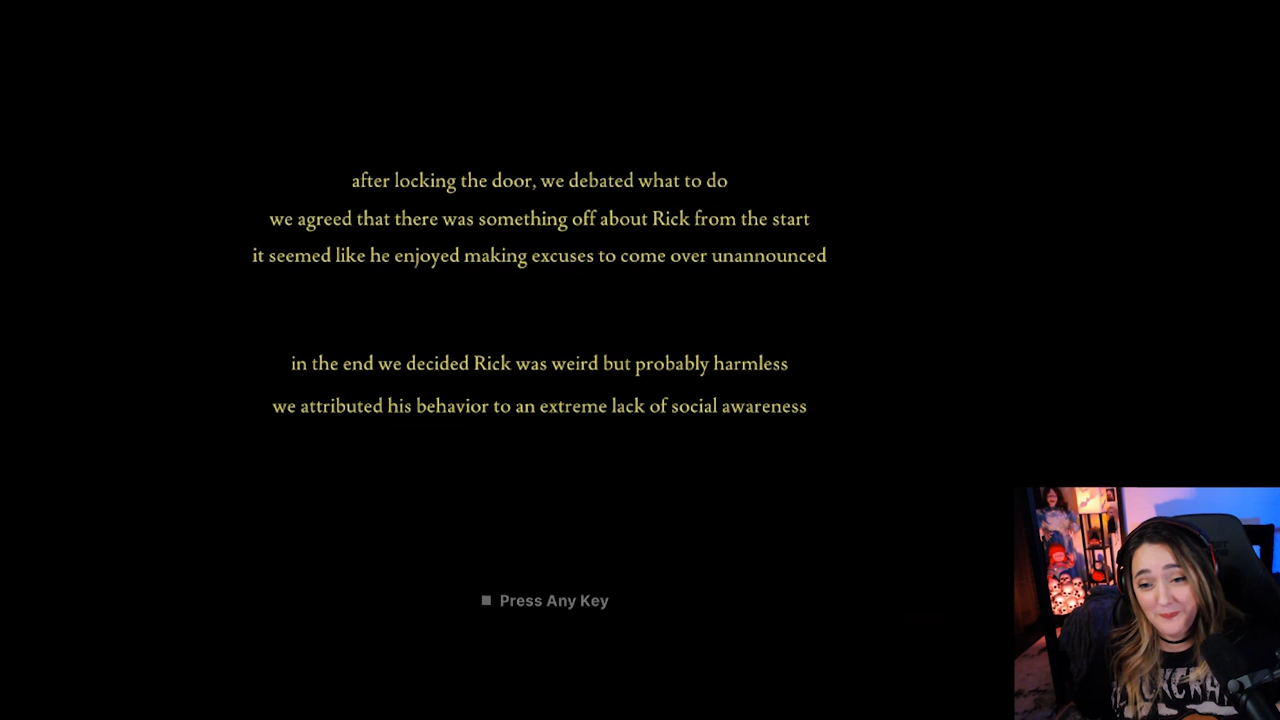 after locking the door, we debated what to do
we agreed that there was something off about Rick from the start
it seemed like he enjoyed making excuses to come over unannounced
in the end we decided Rick was weird but probably harmless
we attributed his behavior to an extreme lack of social awareness
Press Any Key